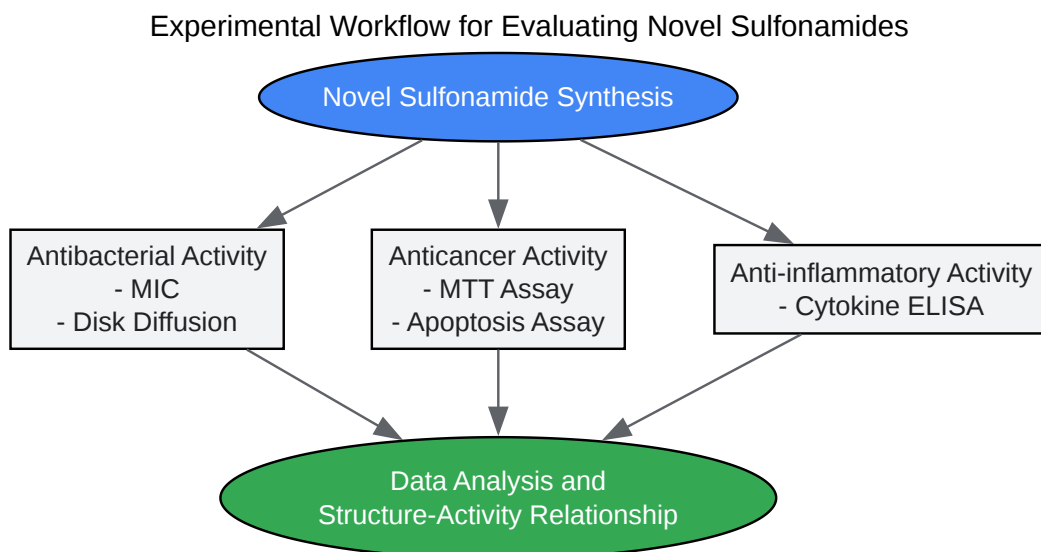 Experimental Workflow for Evaluating Novel Sulfonamides
Novel Sulfonamide Synthesis
Antibacterial Activity
- MIC
- Disk Diffusion
Anticancer Activity
- MTT Assay
- Apoptosis Assay
Anti-inflammatory Activity
- Cytokine ELISA
Data Analysis and
Structure-Activity Relationship